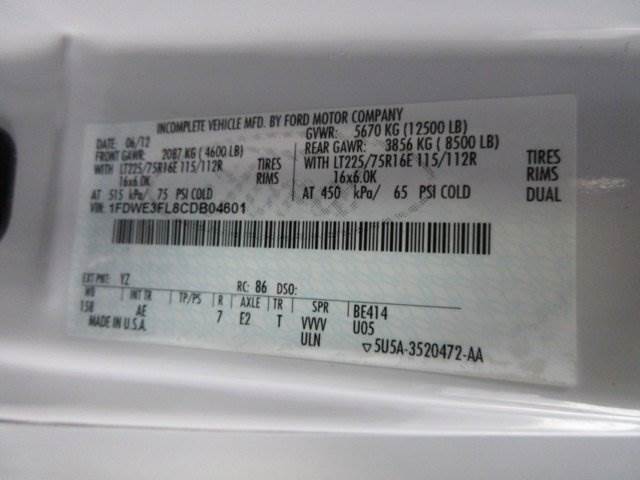 INCOMPLETE VEHICLE MFD. BY FORD MOTOR COMPANY
DATE: 06/12 GVWR: 5670 KG (12500 LB)
FRONT GAWR: 2087 KG (4600 LB) REAR GAWR: 3856 KG (8500 LB)
WITH LT225/75R16E 115/112R TIRES WITH LT225/75R16E 115/112R TIRES
16x6.0K RIMS 16x6.0K RIMS
AT 515 kPa/ 75 PSI COLD AT 450 kPa/ 65 PSI COLD DUAL
VIN: 1FDWE3FL8CDB04601
EXT PNT: YZ RC: 86 DSO:
WB INT TR TP/PS R AXLE TR SPR BE414
158 AE 7 E2 T VVVV U05
MADE IN U.S.A. ULN ▽5U5A-3520472-AA